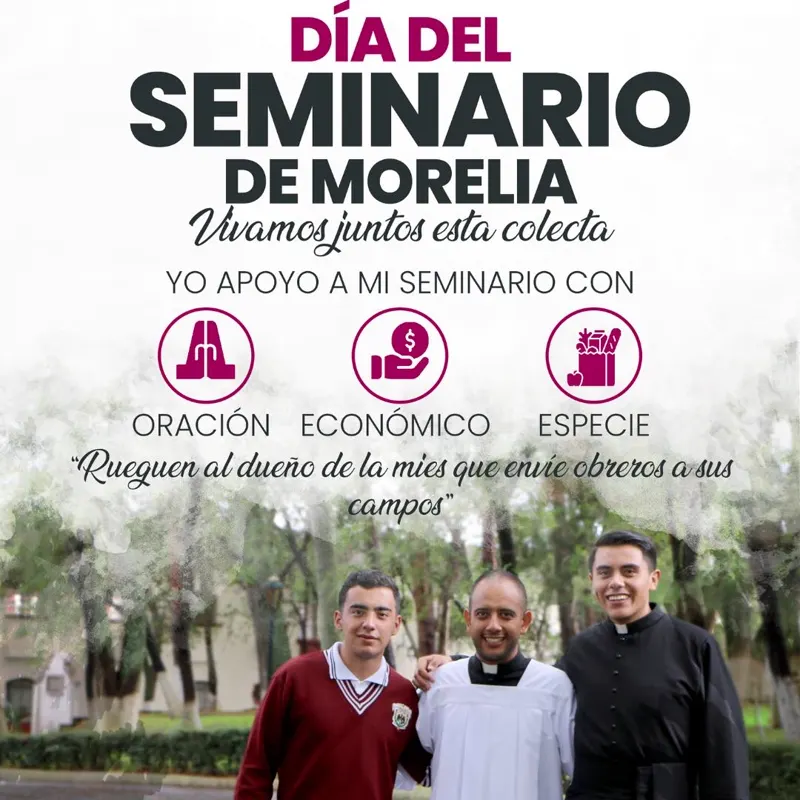 DÍA DEL
SEMINARIO
DE MORELIA
Vivamos juntos esta colecta
YO APOYO A MI SEMINARIO CON
$
ORACIÓN ECONÓMICO ESPECIE
"Rueguen al dueño de la mies que envíe obreros a sus
campos"